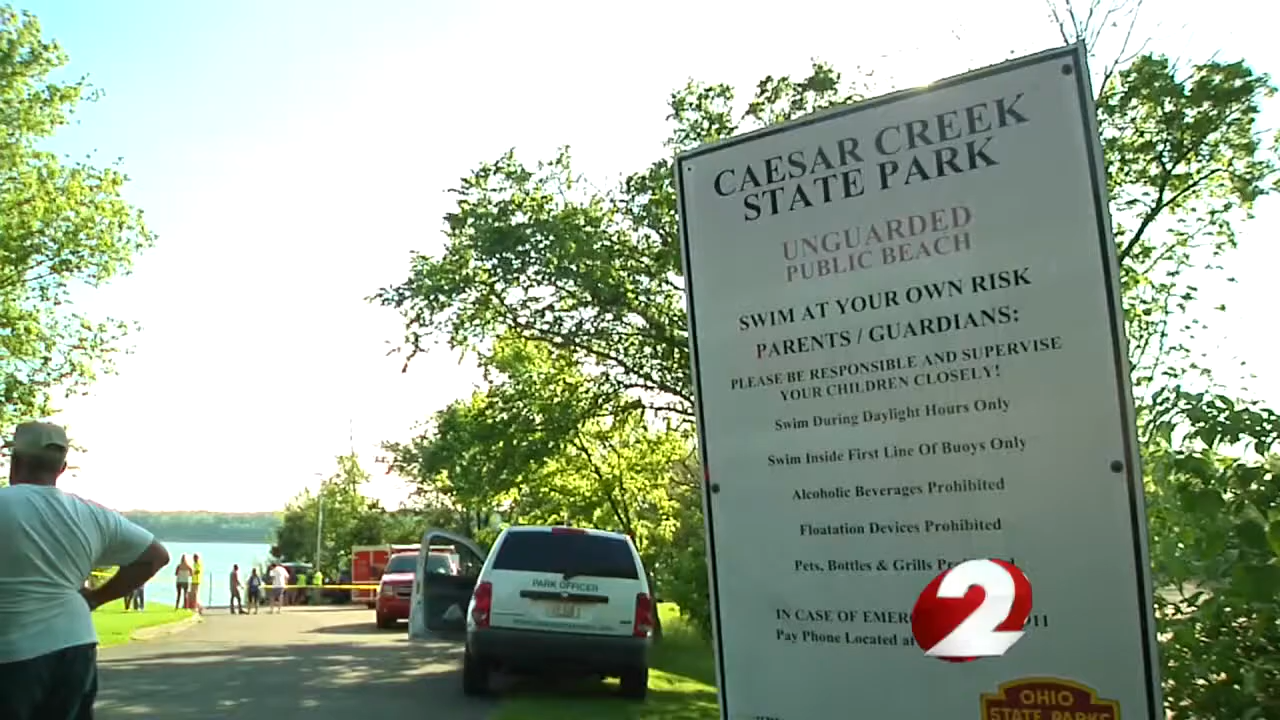 CAESAR CREEK
STATE PARK
UNGUARDED
PUBLIC BEACH
SWIM AT YOUR OWN RISK
PARENTS / GUARDIANS:
PLEASE BE RESPONSIBLE AND SUPERVISE
YOUR CHILDREN CLOSELY!
Swim During Daylight Hours Only
Swim Inside First Line Of Buoys Only
Alcoholic Beverages Prohibited
Floatation Devices Prohibited
Pets, Bottles & Grills
IN CASE OF
Pay Phone Located at
2
OHIO
STATE PARKS
PARK OFFICER